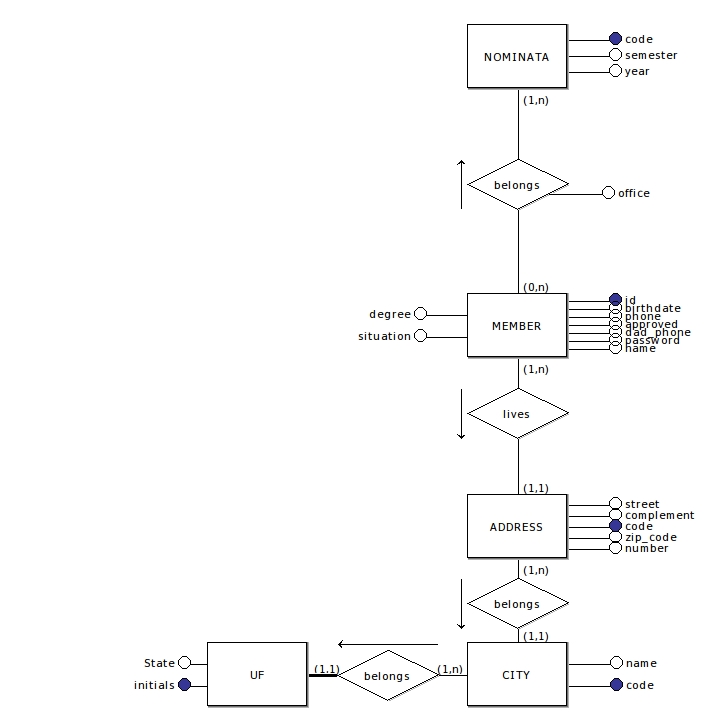 code
semester
NOMINATA
year
(1,n)
belongs
office
(0,n)
id
birthdate
phone
approved
dad_phone
password
name
degree
situation
MEMBER
(1,n)
lives
(1,1)
street
complement
code
zip_code
number
ADDRESS
(1,n)
belongs
(1,1)
State
initials
UF
(1,1)
belongs
(1,n)
CITY
name
code